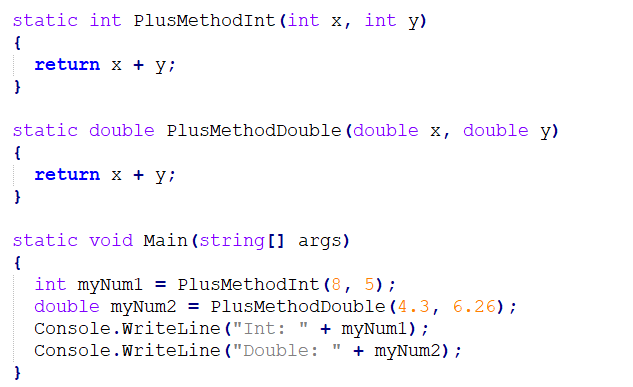 static int PlusMethodInt(int x, int y)
{
  return x + y;
}

static double PlusMethodDouble(double x, double y)
{
  return x + y;
}

static void Main(string[] args)
{
  int myNum1 = PlusMethodInt(8, 5);
  double myNum2 = PlusMethodDouble(4.3, 6.26);
  Console.WriteLine("Int: " + myNum1);
  Console.WriteLine("Double: " + myNum2);
}